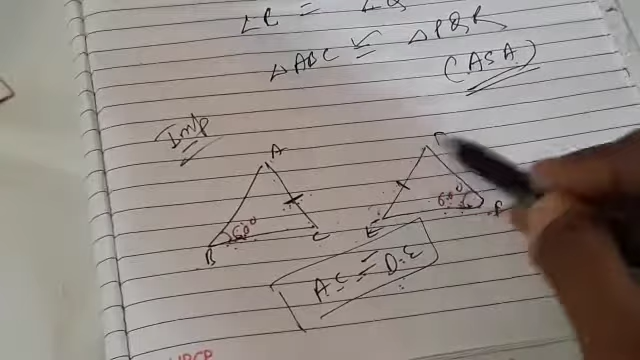 △ABC ≅ △PQR
(ASA)
Imp
A
60°
B
C
60°
E
AC = DE